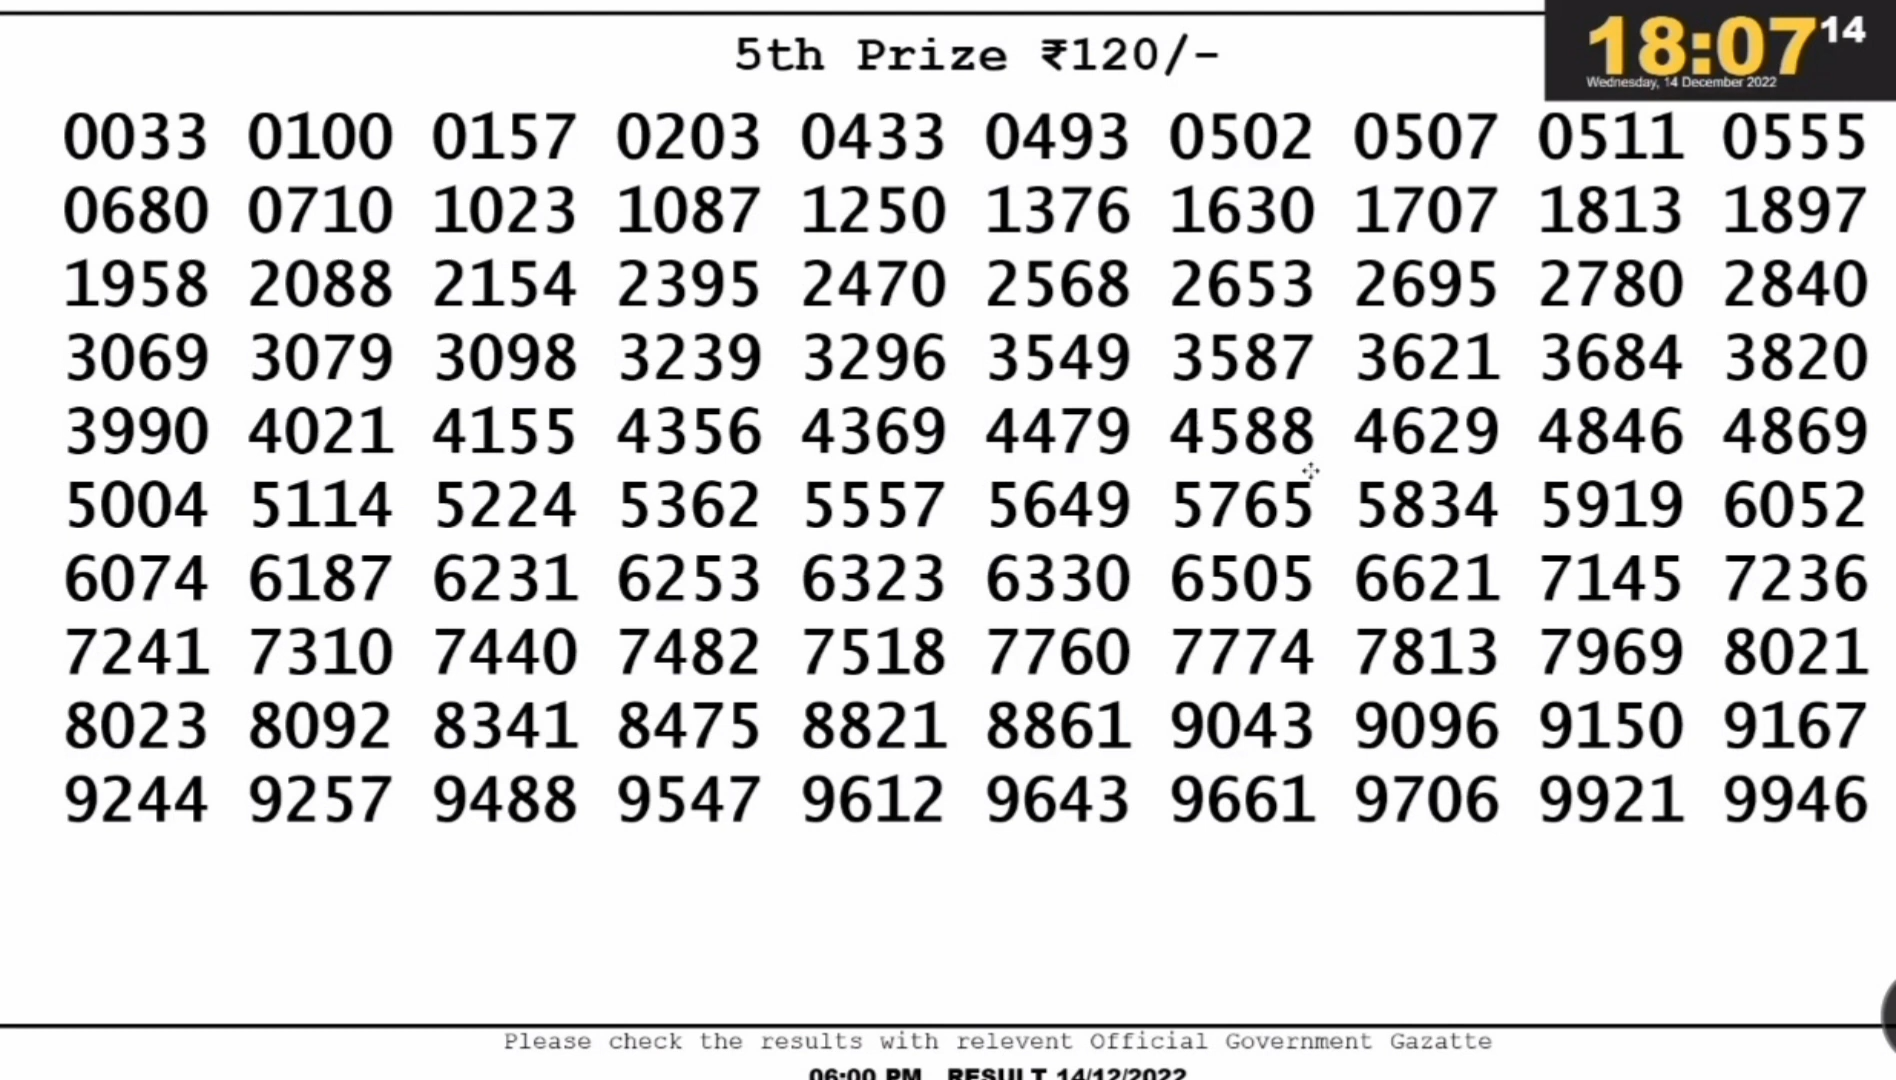 5th Prize ₹120/-
18:07 14
Wednesday, 14 December 2022
0033 0100 0157 0203 0433 0493 0502 0507 0511 0555
0680 0710 1023 1087 1250 1376 1630 1707 1813 1897
1958 2088 2154 2395 2470 2568 2653 2695 2780 2840
3069 3079 3098 3239 3296 3549 3587 3621 3684 3820
3990 4021 4155 4356 4369 4479 4588 4629 4846 4869
5004 5114 5224 5362 5557 5649 5765 5834 5919 6052
6074 6187 6231 6253 6323 6330 6505 6621 7145 7236
7241 7310 7440 7482 7518 7760 7774 7813 7969 8021
8023 8092 8341 8475 8821 8861 9043 9096 9150 9167
9244 9257 9488 9547 9612 9643 9661 9706 9921 9946
Please check the results with relevent Official Government Gazatte
06:00 PM RESULT 14/12/2022